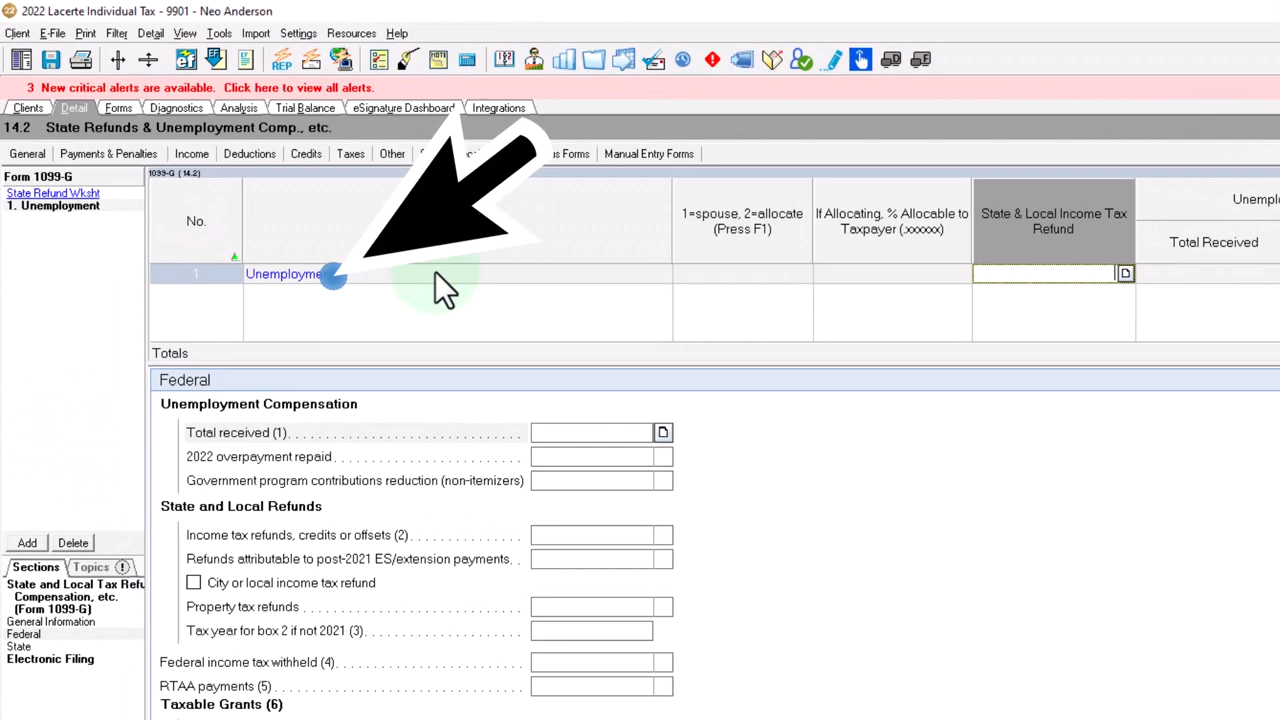 2022 Lacerte Individual Tax - 9901 - Neo Anderson
Client E-File Print Filter Detail View Tools Import Settings Resources Help
3 New critical alerts are available. Click here to view all alerts.
Clients Detail Forms Diagnostics Analysis Trial Balance eSignature Dashboard Integrations
14.2 State Refunds & Unemployment Comp., etc.
General Payments & Penalties Income Deductions Credits Taxes Other Forms Manual Entry Forms
Form 1099-G
State Refund Wksht
1. Unemployment
1099-G (14.2)
No.
1=spouse, 2=allocate
(Press F1)
If Allocating, % Allocable to
Taxpayer (.xxxxxx)
State & Local Income Tax
Refund
Total Received
1
Totals
Federal
Unemployment Compensation
Total received (1)
2022 overpayment repaid
Government program contributions reduction (non-itemizers)
State and Local Refunds
Income tax refunds, credits or offsets (2)
Refunds attributable to post-2021 ES/extension payments
City or local income tax refund
Property tax refunds
Tax year for box 2 if not 2021 (3)
Federal income tax withheld (4)
RTAA payments (5)
Taxable Grants (6)
Add Delete
Sections Topics
State and Local Tax Refu
Compensation, etc.
(Form 1099-G)
General Information
Federal
State
Electronic Filing